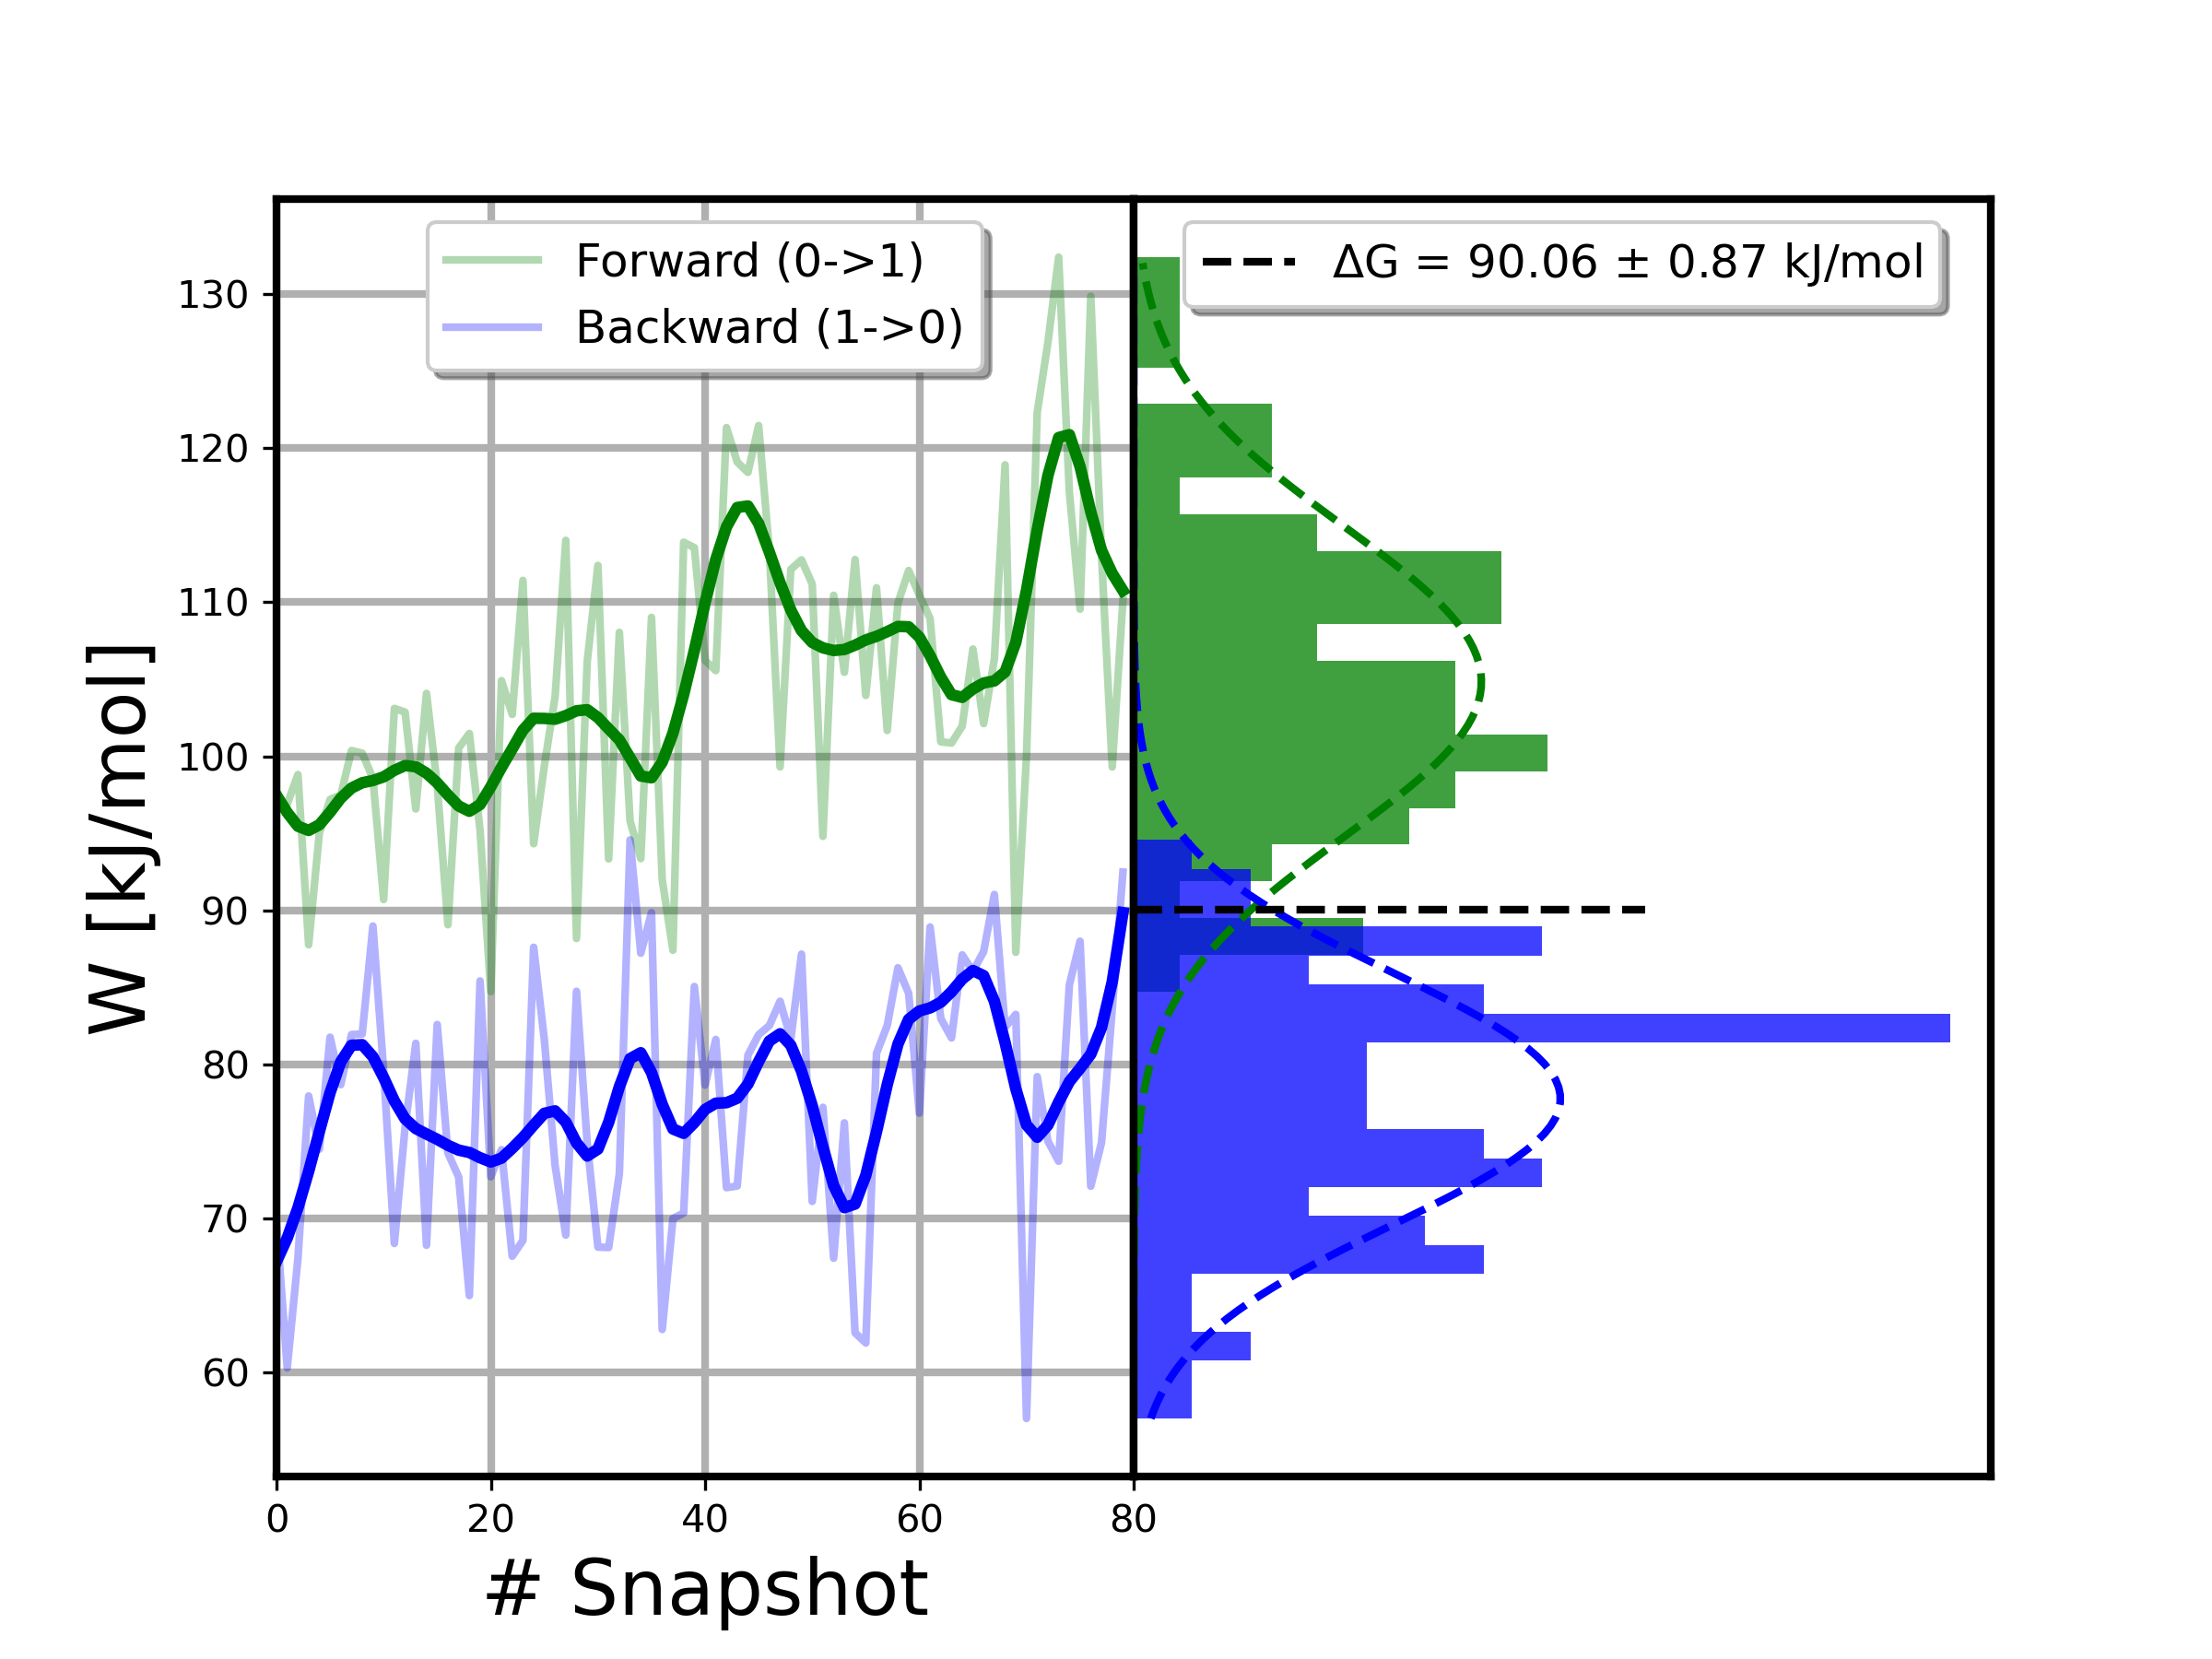 Forward (0->1)
Backward (1->0)
ΔG = 90.06 ± 0.87 kJ/mol
130
120
110
100
90
80
70
60
W [kJ/mol]
0 20 40 60 80
# Snapshot